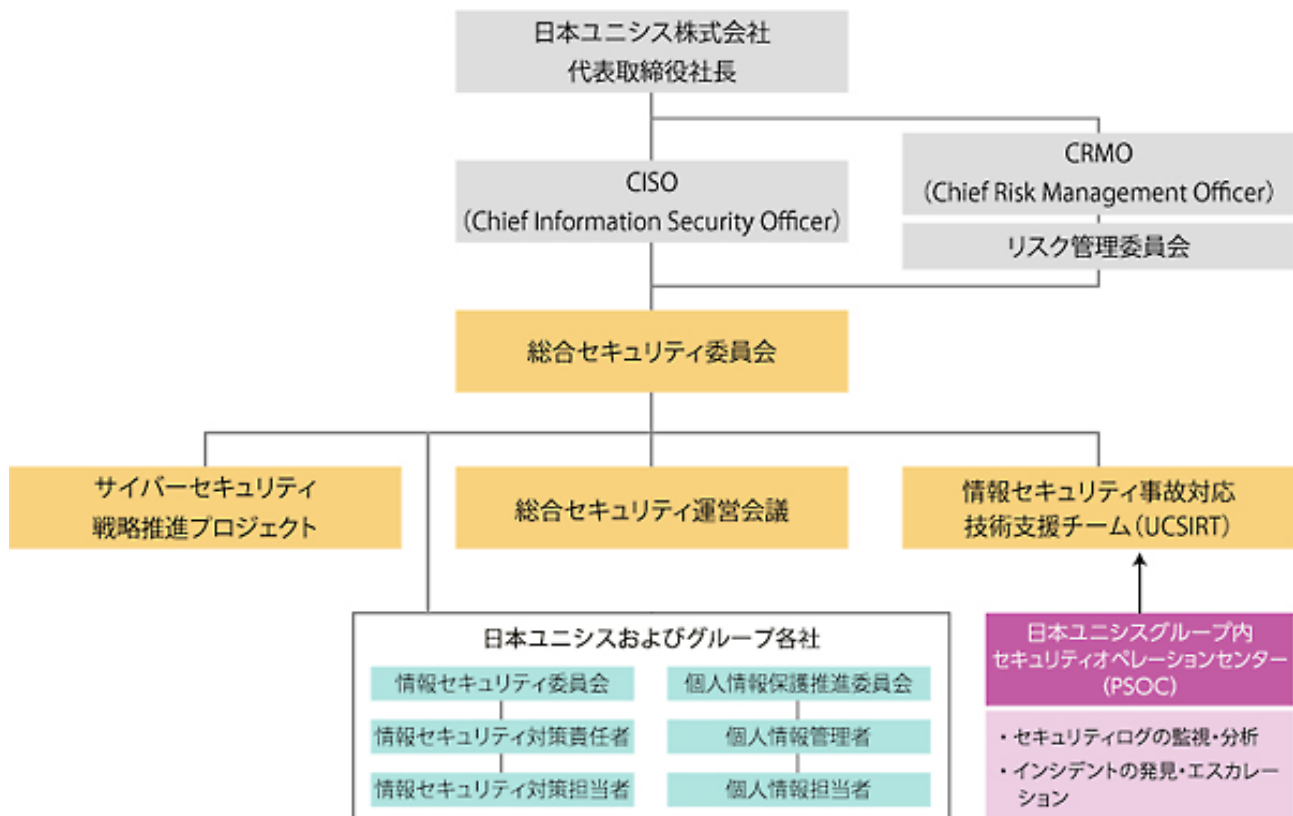 日本ユニシス株式会社
代表取締役社長
CISO
(Chief Information Security Officer)
CRMO
(Chief Risk Management Officer)
リスク管理委員会
総合セキュリティ委員会
サイバーセキュリティ
戦略推進プロジェクト
総合セキュリティ運営会議
情報セキュリティ事故対応
技術支援チーム(UCSIRT)
日本ユニシスおよびグループ各社
情報セキュリティ委員会
個人情報保護推進委員会
情報セキュリティ対策責任者
個人情報管理者
情報セキュリティ対策担当者
個人情報担当者
日本ユニシスグループ内
セキュリティオペレーションセンター
(PSOC)
・セキュリティログの監視・分析
・インシデントの発見・エスカレー
ション